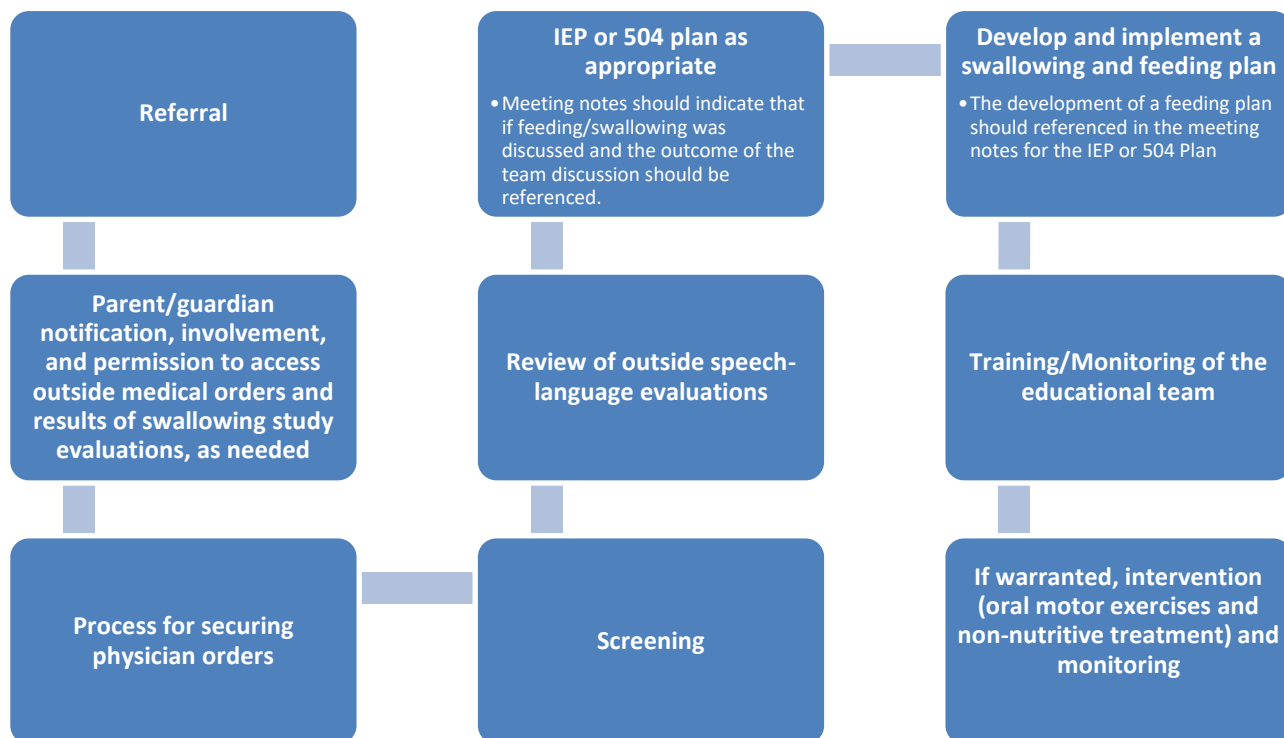 Referral
Parent/guardian
notification, involvement,
and permission to access
outside medical orders and
results of swallowing study
evaluations, as needed
Process for securing
physician orders
Screening
Review of outside speech-
language evaluations
IEP or 504 plan as
appropriate
•Meeting notes should indicate that
if feeding/swallowing was
discussed and the outcome of the
team discussion should be
referenced.
Develop and implement a
swallowing and feeding plan
•The development of a feeding plan
should referenced in the meeting
notes for the IEP or 504 Plan
Training/Monitoring of the
educational team
If warranted, intervention
(oral motor exercises and
non-nutritive treatment) and
monitoring